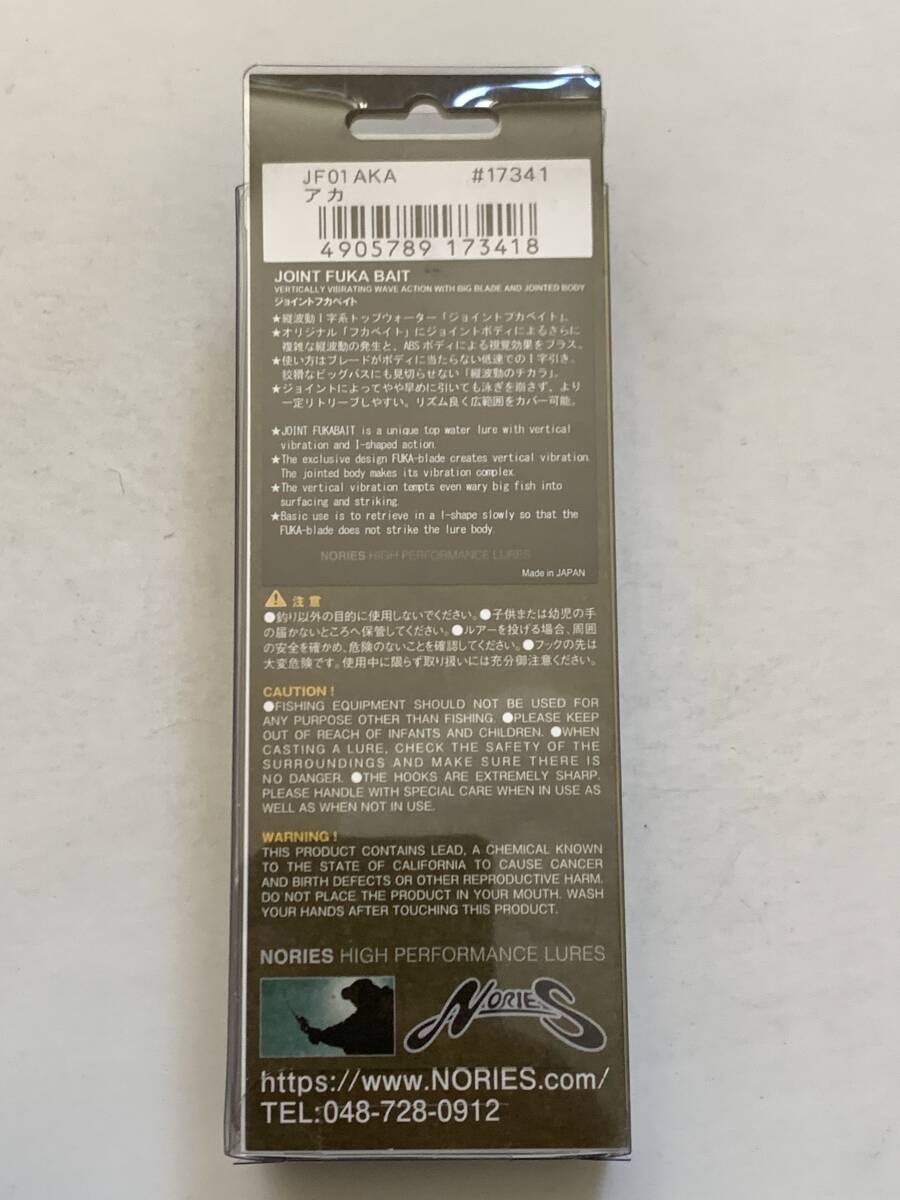 JF01 AKA #17341
アカ
4905789 173418
JOINT FUKA BAIT
VERTICALLY VIBRATING WAVE ACTION WITH BIG BLADE AND JOINTED BODY
ジョイントフカベイト
★縦波動I字系トップウォーター「ジョイントフカベイト」。
★オリジナル「フカベイト」にジョイントボディによるさらに
複雑な縦波動の発生と、ABSボディによる視覚効果をプラス。
★使い方はブレードがボディに当たらない低速でのI字引き。
狡猾なビッグバスにも見切らせない「縦波動のチカラ」。
★ジョイントによってやや早めに引いても泳ぎを崩さず、より
一定リトリーブしやすい。リズム良く広範囲をカバー可能。
★JOINT FUKABAIT is a unique top water lure with vertical
vibration and I-shaped action.
★The exclusive design FUKA-blade creates vertical vibration.
The jointed body makes its vibration complex.
★The vertical vibration tempts even wary big fish into
surfacing and striking.
★Basic use is to retrieve in a I-shape slowly so that the
FUKA-blade does not strike the lure body.
NORIES HIGH PERFORMANCE LURES
Made in JAPAN
注意
●釣り以外の目的に使用しないでください。●子供または幼児の手
の届かないところへ保管してください。●ルアーを投げる場合、周囲
の安全を確かめ、危険のないことを確認してください。●フックの先は
大変危険です。使用中に限らず取り扱いには充分御注意ください。
CAUTION !
●FISHING EQUIPMENT SHOULD NOT BE USED FOR
ANY PURPOSE OTHER THAN FISHING. ●PLEASE KEEP
OUT OF REACH OF INFANTS AND CHILDREN. ●WHEN
CASTING A LURE, CHECK THE SAFETY OF THE
SURROUNDINGS AND MAKE SURE THERE IS
NO DANGER. ●THE HOOKS ARE EXTREMELY SHARP.
PLEASE HANDLE WITH SPECIAL CARE WHEN IN USE AS
WELL AS WHEN NOT IN USE.
WARNING !
THIS PRODUCT CONTAINS LEAD, A CHEMICAL KNOWN
TO THE STATE OF CALIFORNIA TO CAUSE CANCER
AND BIRTH DEFECTS OR OTHER REPRODUCTIVE HARM.
DO NOT PLACE THE PRODUCT IN YOUR MOUTH. WASH
YOUR HANDS AFTER TOUCHING THIS PRODUCT.
NORIES HIGH PERFORMANCE LURES
NORIES
https://www.NORIES.com/
TEL:048-728-0912